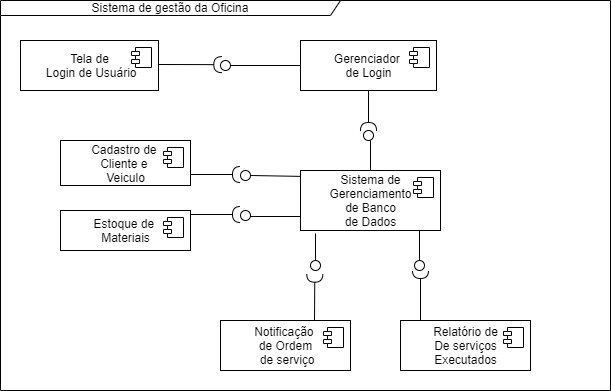 Sistema de gestão da Oficina
Tela de
Login de Usuário
Gerenciador
de Login
Cadastro de
Cliente e
Veiculo
Sistema de
Gerenciamento
de Banco
de Dados
Estoque de
Materiais
Notificação
de Ordem
de serviço
Relatório de
De serviços
Executados